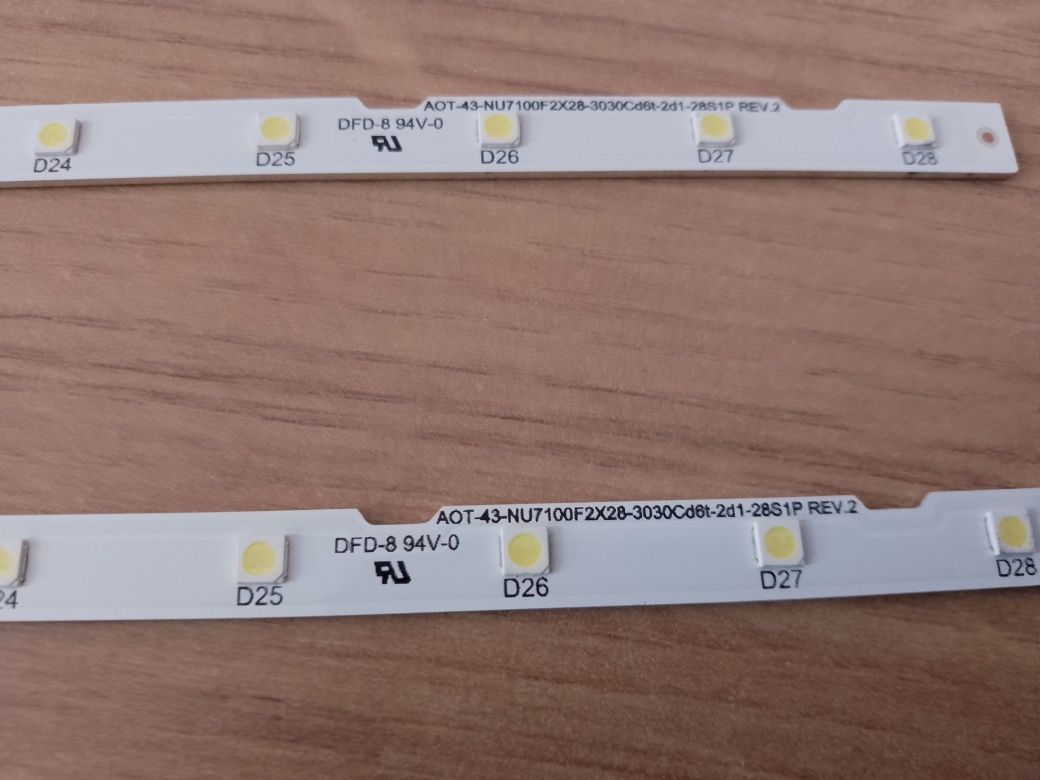 AOT-43-NU7100F2X28-3030Cd6t-2d1-28S1P REV.2
DFD-8 94V-0
D24
D25
D26
D27
D28
AOT-43-NU7100F2X28-3030Cd6t-2d1-28S1P REV.2
DFD-8 94V-0
24
D25
D26
D27
D28